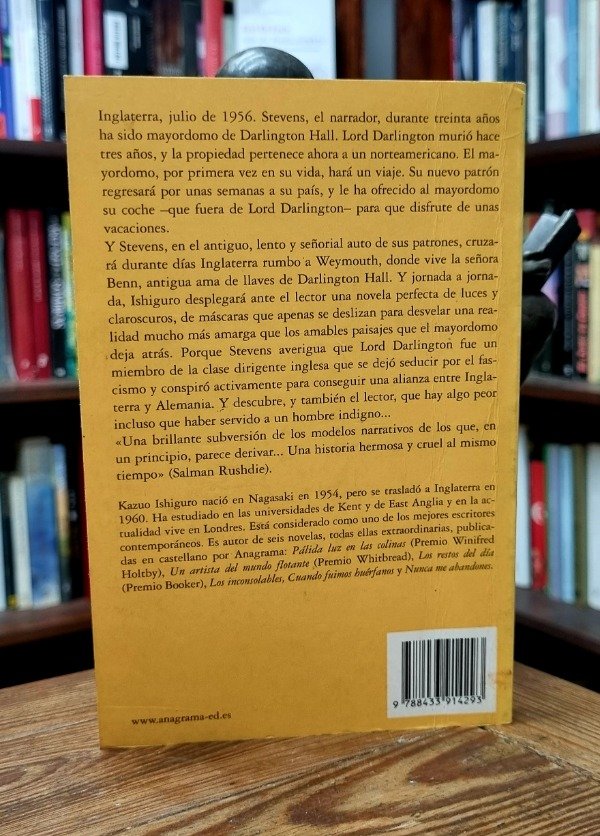 Inglaterra, julio de 1956. Stevens, el narrador, durante treinta años
ha sido mayordomo de Darlington Hall. Lord Darlington murió hace
tres años, y la propiedad pertenece ahora a un norteamericano. El ma-
yordomo, por primera vez en su vida, hará un viaje. Su nuevo patrón
regresará por unas semanas a su país, y le ha ofrecido al mayordomo
su coche –que fuera de Lord Darlington– para que disfrute de unas
vacaciones.
Y Stevens, en el antiguo, lento y señorial auto de sus patrones, cruza-
rá durante días Inglaterra rumbo a Weymouth, donde vive la señora
Benn, antigua ama de llaves de Darlington Hall. Y jornada a jorna-
da, Ishiguro desplegará ante el lector una novela perfecta de luces y
claroscuros, de máscaras que apenas se deslizan para desvelar una rea-
lidad mucho más amarga que los amables paisajes que el mayordomo
deja atrás. Porque Stevens averigua que Lord Darlington fue un
miembro de la clase dirigente inglesa que se dejó seducir por el fas-
cismo y conspiró activamente para conseguir una alianza entre Ingla-
terra y Alemania. Y descubre, y también el lector, que hay algo peor
incluso que haber servido a un hombre indigno...
«Una brillante subversión de los modelos narrativos de los que, en
un principio, parece derivar... Una historia hermosa y cruel al mismo
tiempo» (Salman Rushdie).
Kazuo Ishiguro nació en Nagasaki en 1954, pero se trasladó a Inglaterra en
1960. Ha estudiado en las universidades de Kent y de East Anglia y en la ac-
tualidad vive en Londres. Está considerado como uno de los mejores escritores
contemporáneos. Es autor de seis novelas, todas ellas extraordinarias, publica-
das en castellano por Anagrama: Pálida luz en las colinas (Premio Winifred
Holtby), Un artista del mundo flotante (Premio Whitbread), Los restos del día
(Premio Booker), Los inconsolables, Cuando fuimos huérfanos y Nunca me abandones.
9 788433 914293
www.anagrama-ed.es